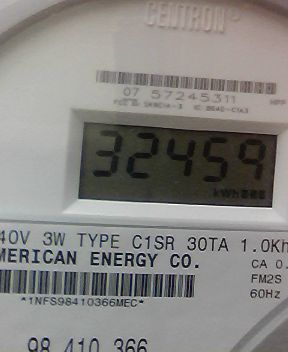 CENTRON®
07 57245311
32459
kWh
40V 3W TYPE C1SR 30TA 1.0Kh
MERICAN ENERGY CO.
CA 0.
FM2S
*1NFS98410366MEC*
60Hz
98 410 366